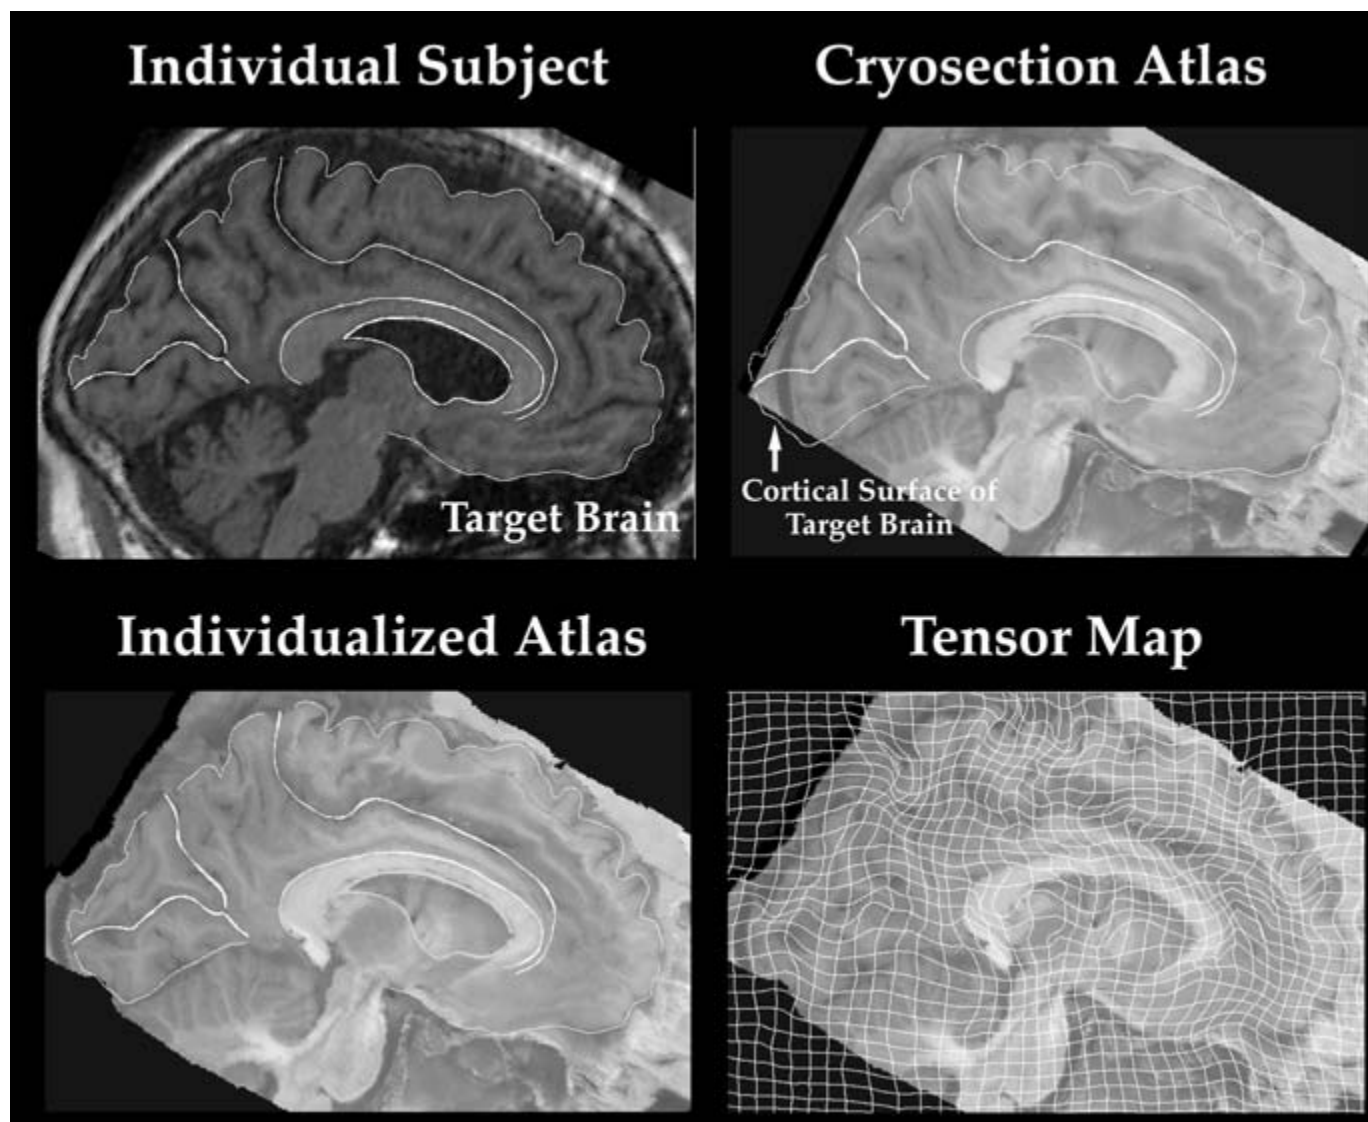 Individual Subject
Cryosection Atlas
Target Brain
Cortical Surface of
Target Brain
Individualized Atlas
Tensor Map